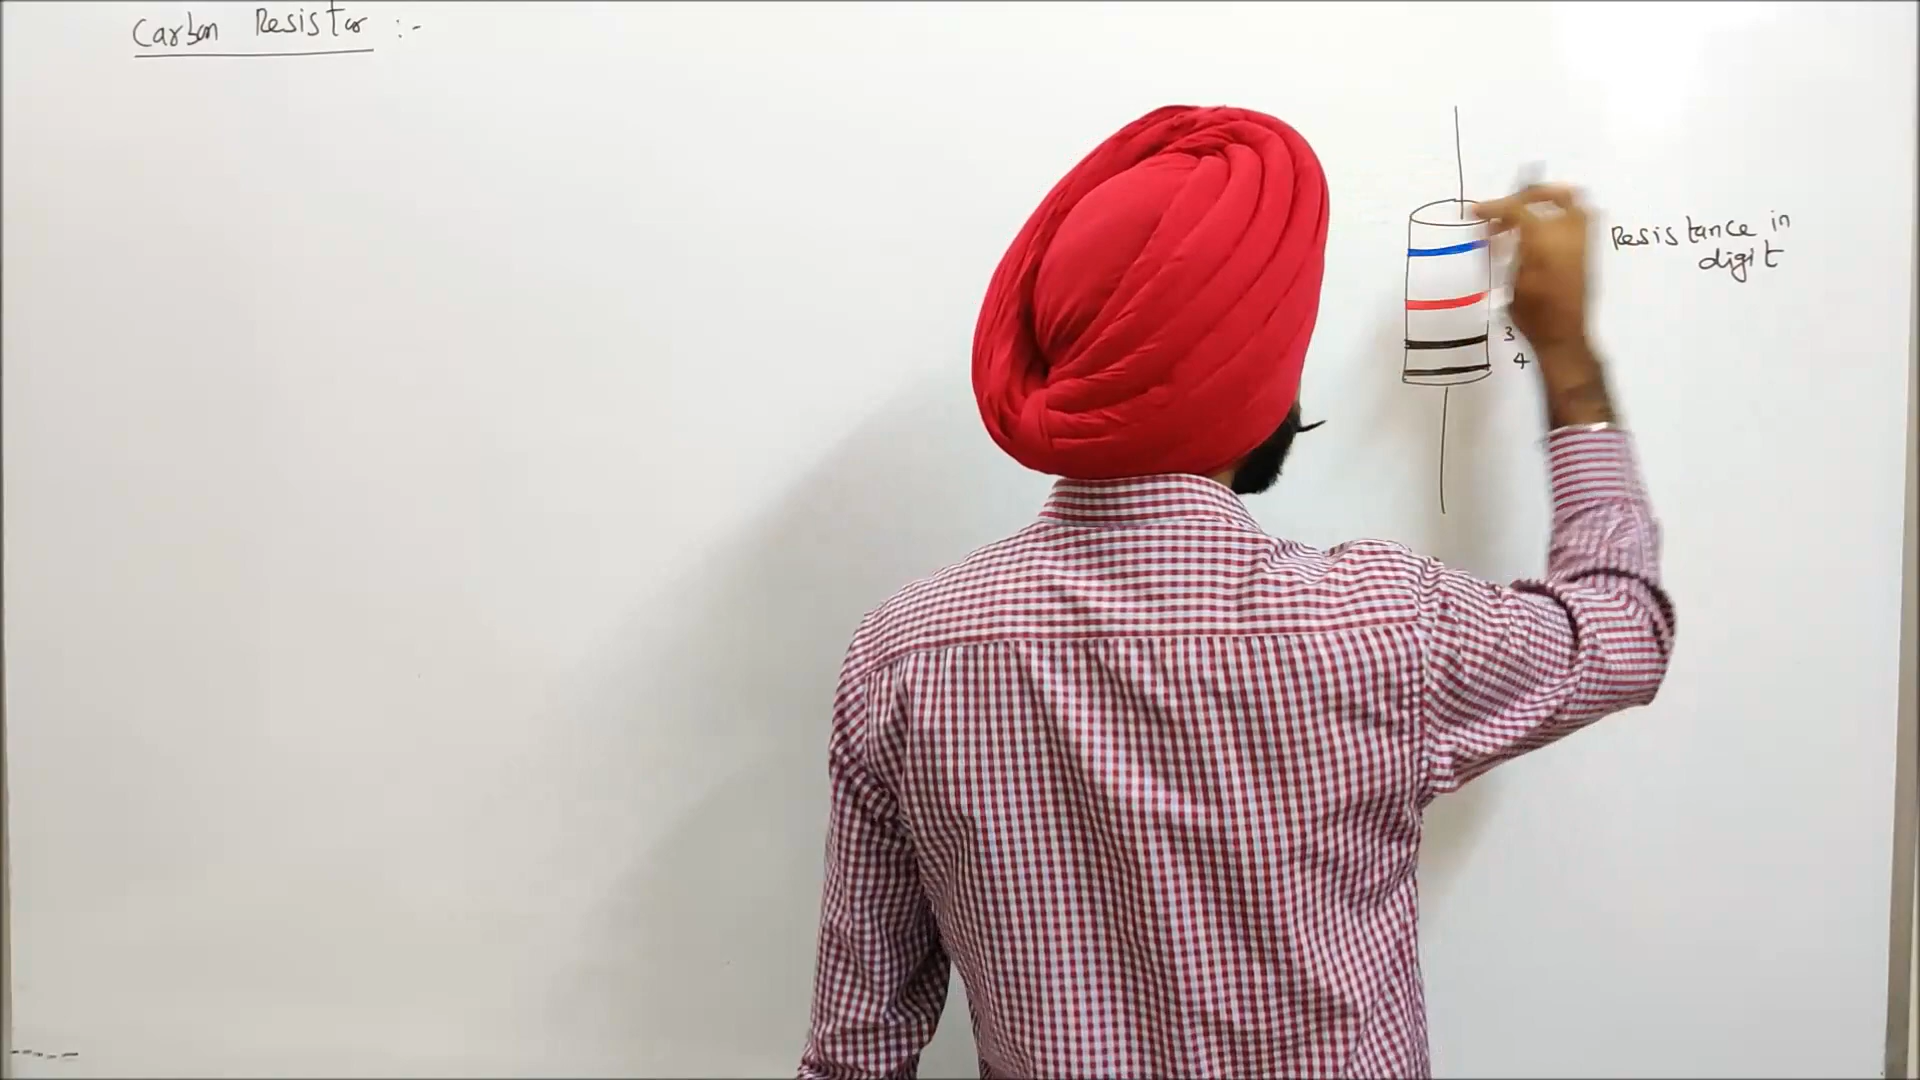 Carbon Resistor :-
Resistance in
digit
3
4